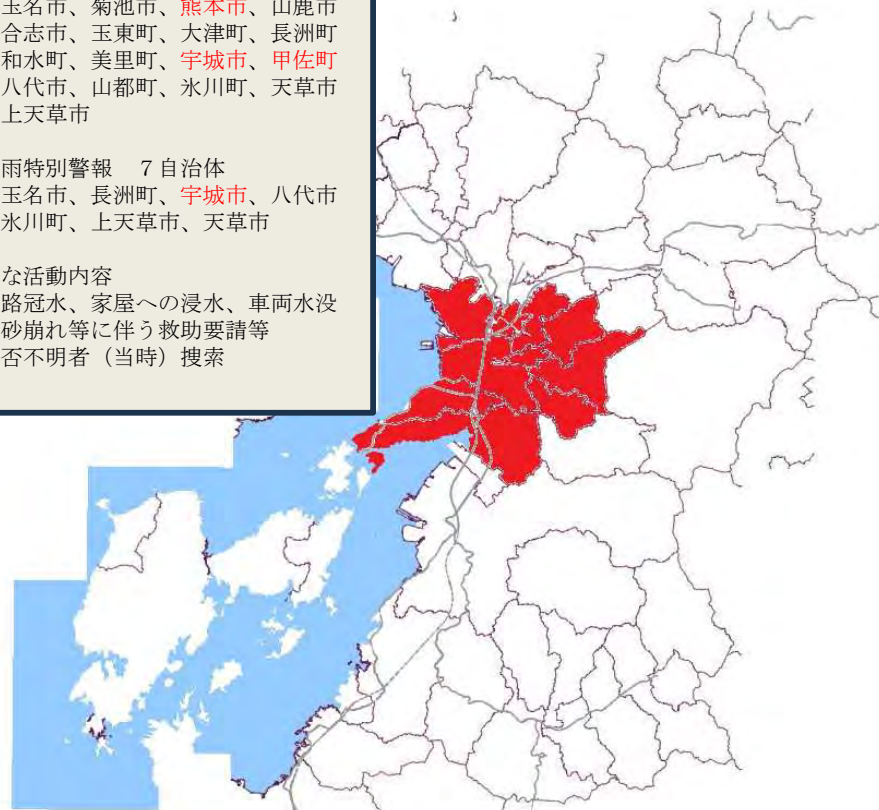 玉名市、菊池市、熊本市、山鹿市
合志市、玉東町、大津町、長洲町
和水町、美里町、宇城市、甲佐町
八代市、山都町、氷川町、天草市
上天草市
雨特別警報　７自治体
玉名市、長洲町、宇城市、八代市
氷川町、上天草市、天草市
な活動内容
路冠水、家屋への浸水、車両水没
砂崩れ等に伴う救助要請等
否不明者（当時）捜索